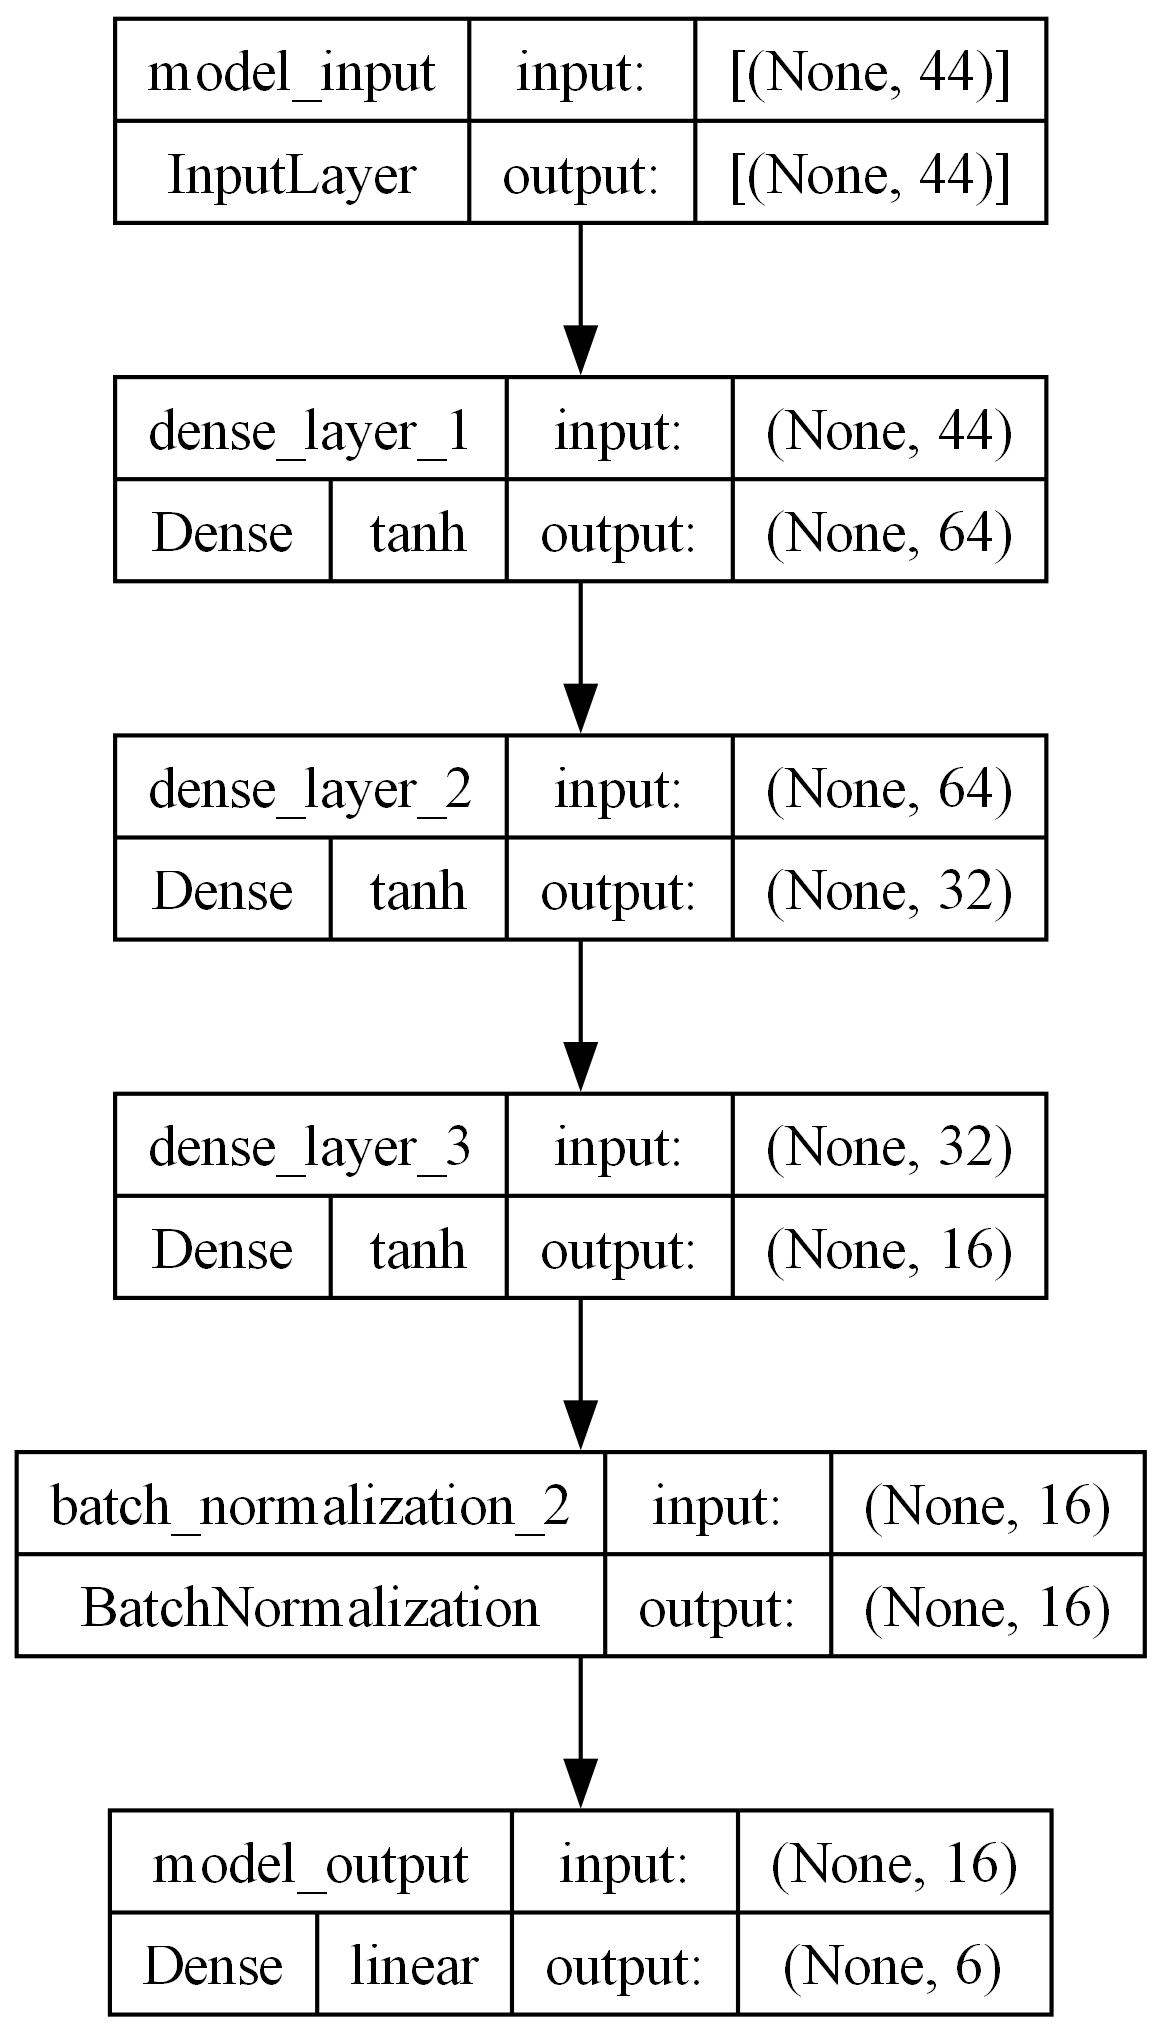 model_input input: [(None, 44)]
InputLayer output: [(None, 44)]
dense_layer_1 input: (None, 44)
Dense tanh output: (None, 64)
dense_layer_2 input: (None, 64)
Dense tanh output: (None, 32)
dense_layer_3 input: (None, 32)
Dense tanh output: (None, 16)
batch_normalization_2 input: (None, 16)
BatchNormalization output: (None, 16)
model_output input: (None, 16)
Dense linear output: (None, 6)